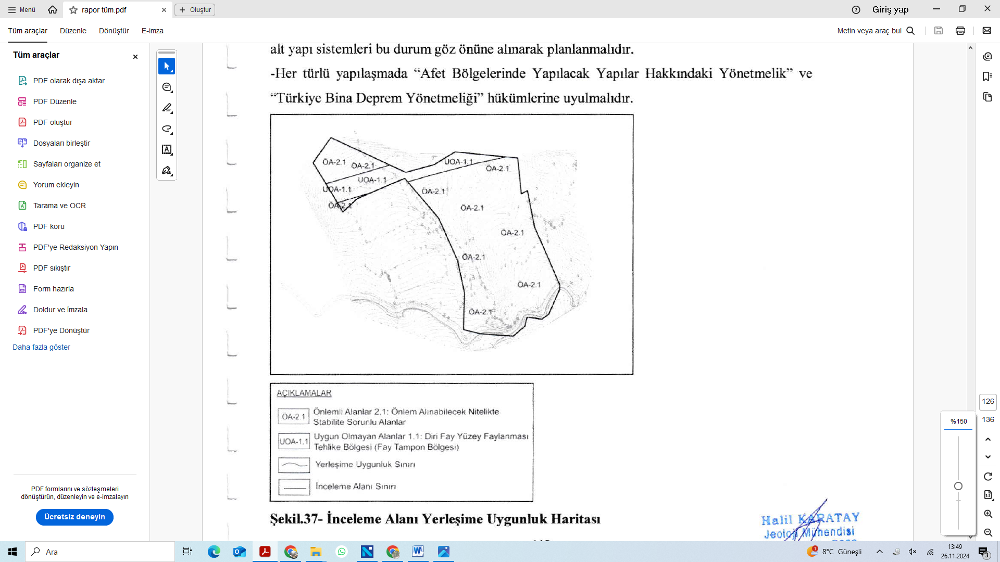 Menü
rapor tüm.pdf
Oluştur
Giriş yap
Tüm araçlar
Düzenle
Dönüştür
E-imza
Metin veya araç bul
Tüm araçlar
PDF olarak dışa aktar
PDF Düzenle
PDF oluştur
Dosyaları birleştir
Sayfaları organize et
Yorum ekleyin
Tarama ve OCR
PDF koru
PDF'ye Redaksiyon Yapın
PDF sıkıştır
Form hazırla
Doldur ve İmzala
PDF'ye Dönüştür
Daha fazla göster
PDF formlarını ve sözleşmeleri
dönüştürün, düzenleyin ve e-imzalayın
Ücretsiz deneyin
alt yapı sistemleri bu durum göz önüne alınarak planlanmalıdır.
-Her türlü yapılaşmada “Afet Bölgelerinde Yapılacak Yapılar Hakkındaki Yönetmelik” ve
“Türkiye Bina Deprem Yönetmeliği” hükümlerine uyulmalıdır.
ÖA-2.1
ÖA-2.1
UOA-1.1
ÖA-2.1
UOA-1.1
UOA-1.1
ÖA-2.1
ÖA-2.1
ÖA-2.1
ÖA-2.1
ÖA-2.1
ÖA-2.1
ÖA-2.1
AÇIKLAMALAR
ÖA-2.1 Önlemli Alanlar 2.1: Önlem Alınabilecek Nitelikte
Stabilite Sorunlu Alanlar
UOA-1.1 Uygun Olmayan Alanlar 1.1: Diri Fay Yüzey Faylanması
Tehlike Bölgesi (Fay Tampon Bölgesi)
Yerleşime Uygunluk Sınırı
İnceleme Alanı Sınırı
Şekil.37- İnceleme Alanı Yerleşime Uygunluk Haritası
Halil KARATAY
Jeoloji Mühendisi
126
136
%150
Ara
8°C Güneşli
13:49
26.11.2024
3